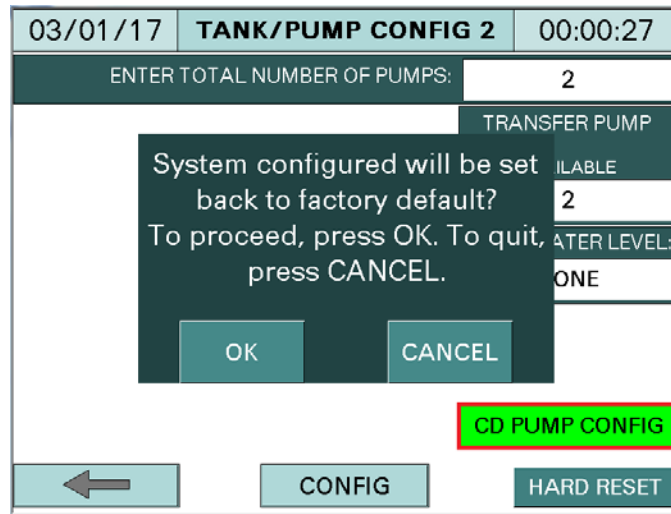 03/01/17 TANK/PUMP CONFIG 2 00:00:27
ENTER TOTAL NUMBER OF PUMPS: 2
TRANSFER PUMP
System configured will be set
back to factory default?
To proceed, press OK. To quit,
press CANCEL.
ILABLE
2
ATER LEVEL:
ONE
OK CANCEL
CD PUMP CONFIG
CONFIG HARD RESET